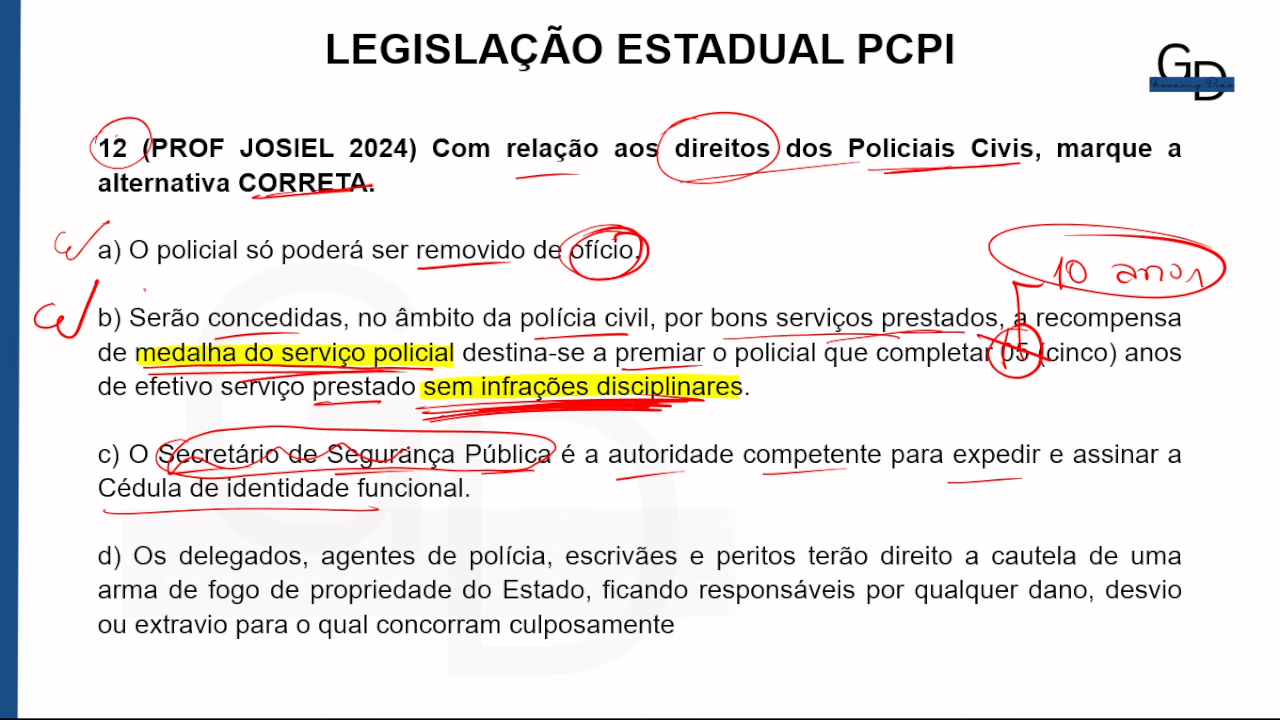 LEGISLAÇÃO ESTADUAL PCPI
GD
12 (PROF JOSIEL 2024) Com relação aos direitos dos Policiais Civis, marque a
alternativa CORRETA.
a) O policial só poderá ser removido de ofício.
10 anos
b) Serão concedidas, no âmbito da polícia civil, por bons serviços prestados, a recompensa
de medalha do serviço policial destina-se a premiar o policial que completar 05 (cinco) anos
de efetivo serviço prestado sem infrações disciplinares.
c) O Secretário de Segurança Pública é a autoridade competente para expedir e assinar a
Cédula de identidade funcional.
d) Os delegados, agentes de polícia, escrivães e peritos terão direito a cautela de uma
arma de fogo de propriedade do Estado, ficando responsáveis por qualquer dano, desvio
ou extravio para o qual concorram culposamente